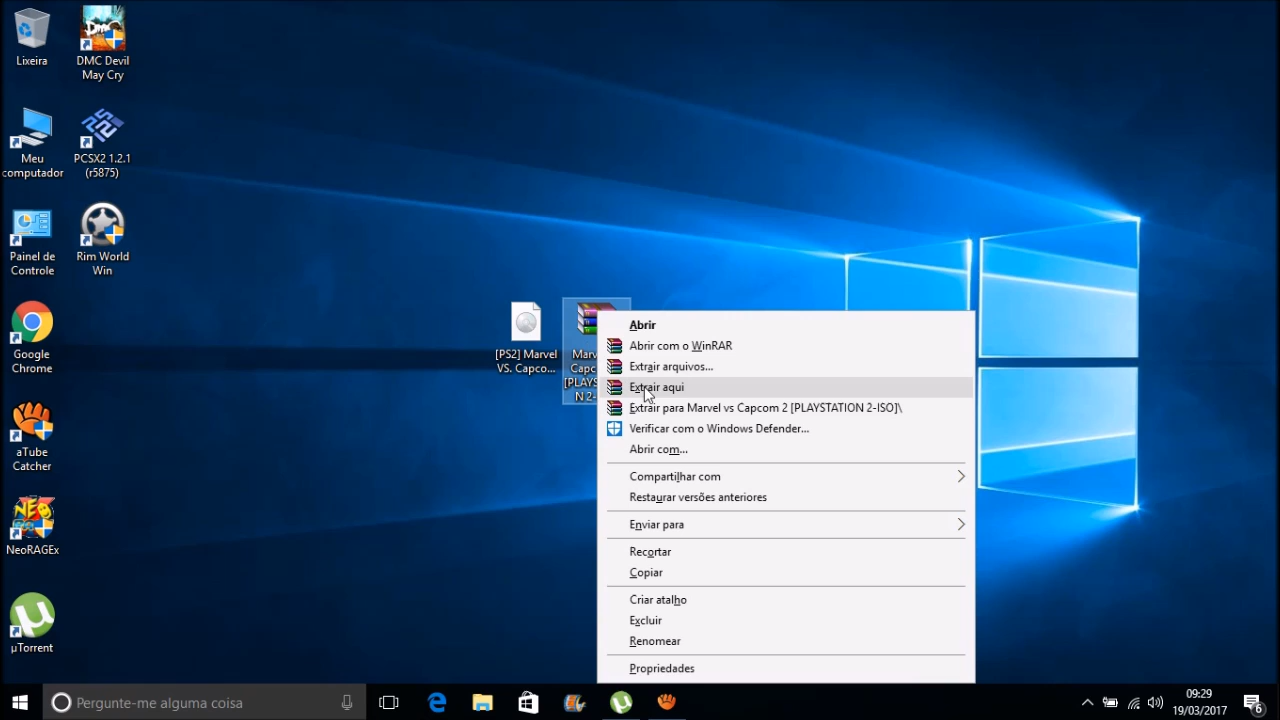 Lixeira
DMC Devil
May Cry
Meu
computador
PCSX2 1.2.1
(r5875)
Painel de
Controle
Rim World
Win
Google
Chrome
aTube
Catcher
NEO
NeoRAGEx
µTorrent
[PS2] Marvel
VS. Capco...
Abrir
Abrir com o WinRAR
Extrair arquivos...
Extrair aqui
Extrair para Marvel vs Capcom 2 [PLAYSTATION 2-ISO]\
Verificar com o Windows Defender...
Abrir com...
Compartilhar com
Restaurar versões anteriores
Enviar para
Recortar
Copiar
Criar atalho
Excluir
Renomear
Propriedades
Pergunte-me alguma coisa
09:29
19/03/2017
6